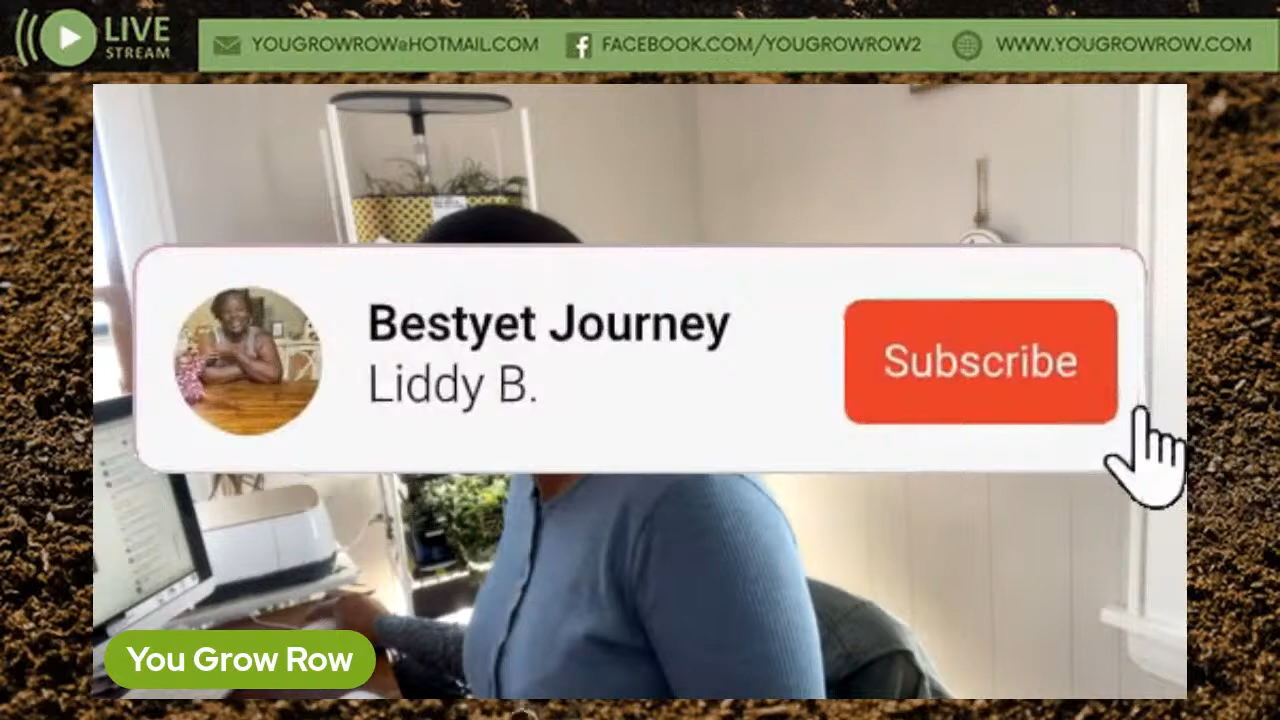 LIVE
STREAM
YOUGROWROW@HOTMAIL.COM
FACEBOOK.COM/YOUGROWROW2
WWW.YOUGROWROW.COM
Bestyet Journey
Liddy B.
Subscribe
You Grow Row